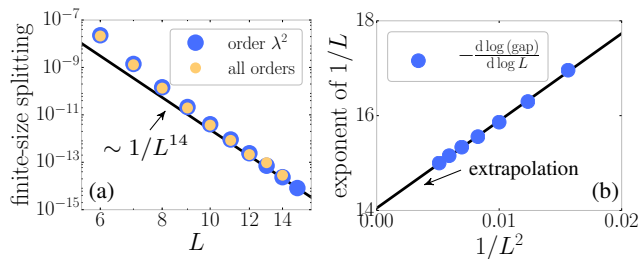 10⁻⁷
10⁻⁹
10⁻¹¹
10⁻¹³
10⁻¹⁵
finite-size splitting
order λ²
all orders
∼ 1/L¹⁴
(a)
6 8 10 12 14
L
18
16
14
exponent of 1/L
− d log (gap) / d log L
extrapolation
(b)
0.00 0.01 0.02
1/L²